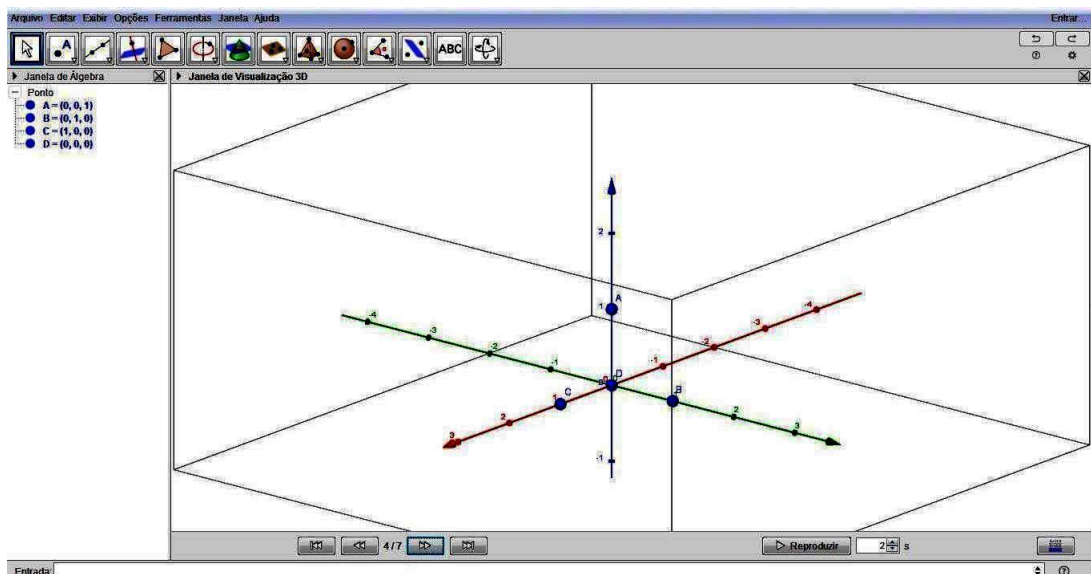 Arquivo Editar Exibir Opções Ferramentas Janela Ajuda Entrar...
A ABC
Janela de Álgebra Janela de Visualização 3D
Ponto
A = (0, 0, 1)
B = (0, 1, 0)
C = (1, 0, 0)
D = (0, 0, 0)
2
1 A
-4 -3 -2 -1
-4 -3 -2 -1
0 D
1 C B
2 3
2 3
-1
4 / 7 Reproduzir 2 s
Entrada: